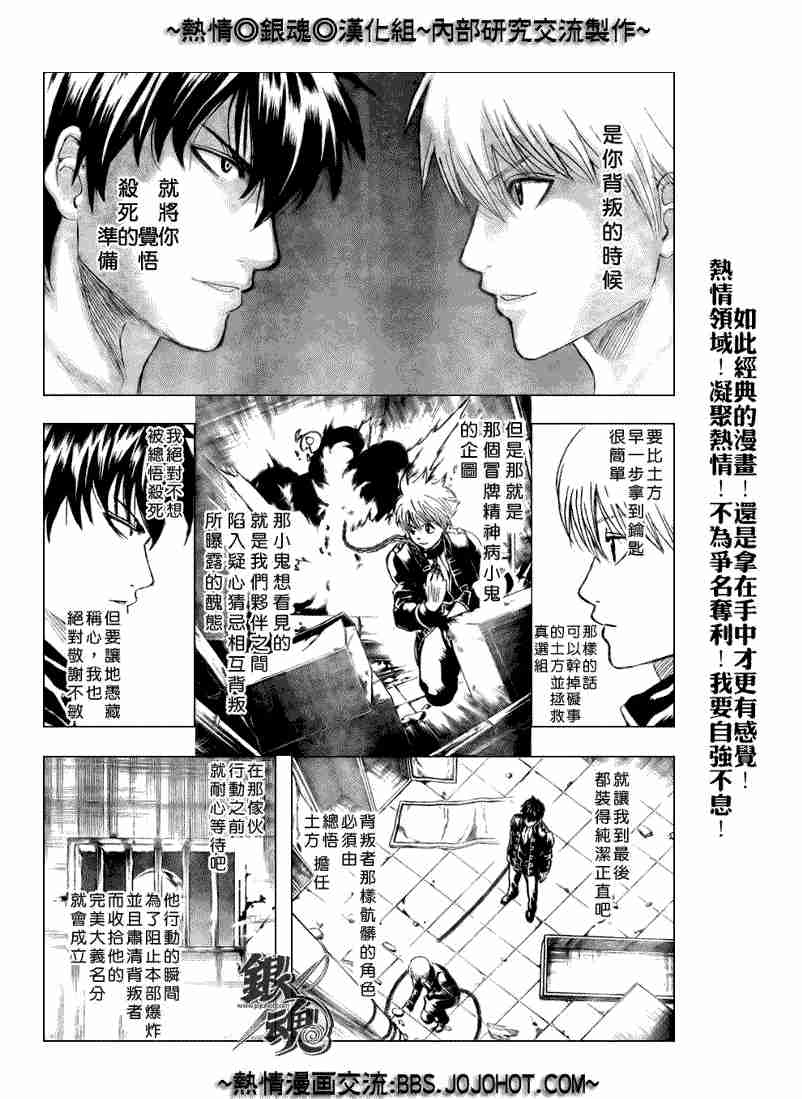 ~熱情◎銀魂◎漢化組~內部研究交流製作~
是你背叛的時候
就將你
覺悟
殺死的
準備
要比土方
早一步拿到鑰匙
很簡單
那樣的話
可以幹掉礙事
的土方並拯救
真選組
但是那就是
那個冒牌精神病小鬼
的企圖
那小鬼想看見的
就是我們夥伴之間
陷入疑心猜忌相互背叛
所曝露的醜態
我絕對不想
被總悟殺死
但要讓地愚藏
稱心，我也
絕對敬謝不敏
就讓我到最後
都裝得純潔正直吧
背叛者那樣骯髒的角色
必須由
總悟
土方
擔任
在那傢伙
行動之前
就耐心等待吧
他行動的瞬間
為了阻止本部爆炸
並且肅清背叛者
而收拾他的
完美大義名分
就會成立
如此經典的漫畫！還是拿在手中才更有感覺！
熱情領域！凝聚熱情！不為爭名奪利！我要自強不息！
銀魂
www.jojohot.com
~熱情漫画交流:BBS.JOJOHOT.COM~